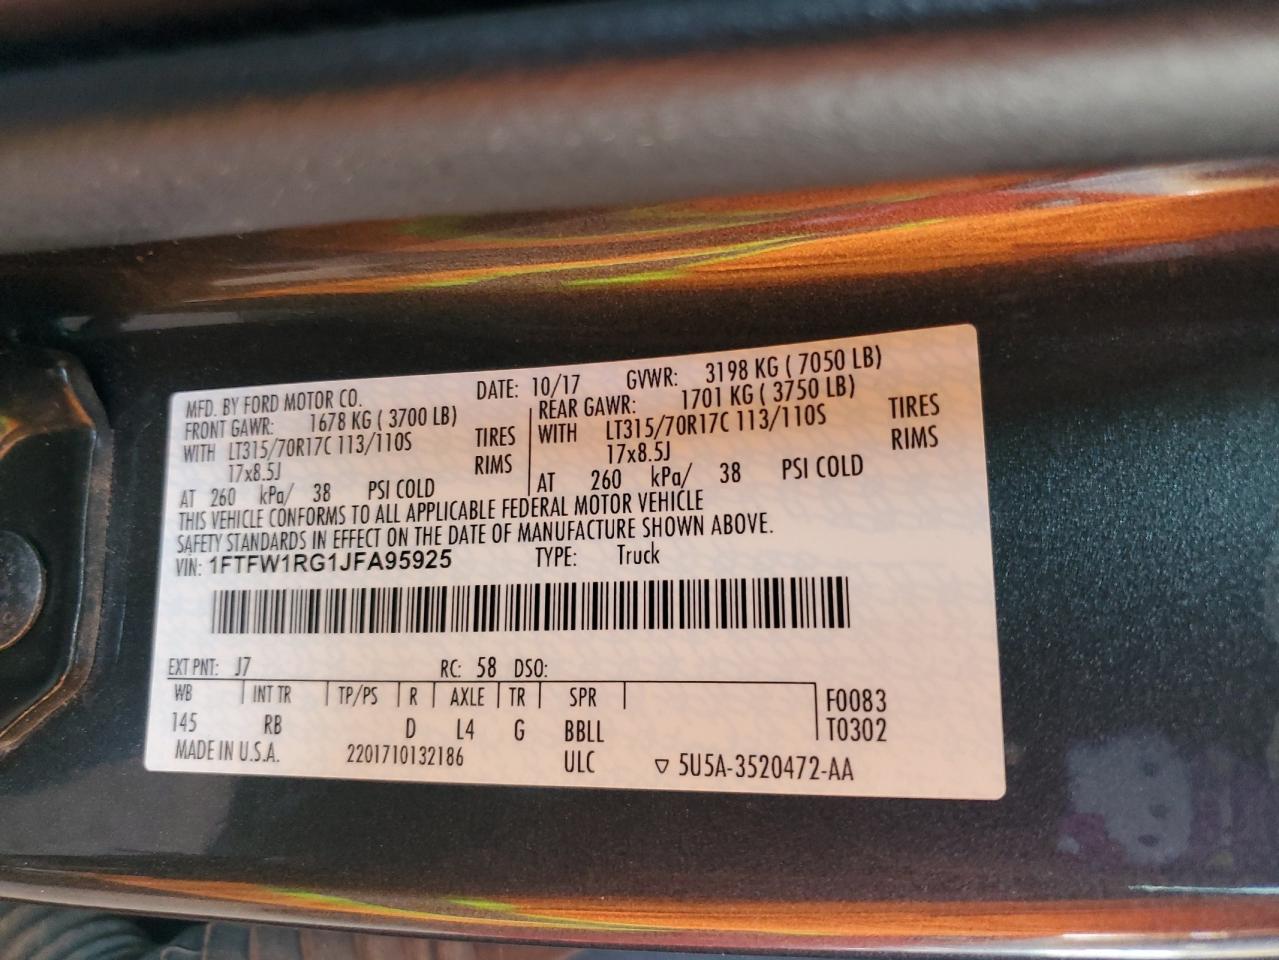 MFD. BY FORD MOTOR CO. DATE: 10/17 GVWR: 3198 KG ( 7050 LB)
FRONT GAWR: 1678 KG ( 3700 LB) REAR GAWR: 1701 KG ( 3750 LB)
WITH LT315/70R17C 113/110S TIRES WITH LT315/70R17C 113/110S TIRES
17x8.5J RIMS 17x8.5J RIMS
AT 260 kPa/ 38 PSI COLD AT 260 kPa/ 38 PSI COLD
THIS VEHICLE CONFORMS TO ALL APPLICABLE FEDERAL MOTOR VEHICLE
SAFETY STANDARDS IN EFFECT ON THE DATE OF MANUFACTURE SHOWN ABOVE.
VIN: 1FTFW1RG1JFA95925 TYPE: Truck
EXT PNT: J7 RC: 58 DSO:
WB INT TR TP/PS R AXLE TR SPR F0083
145 RB D L4 G BBLL T0302
MADE IN U.S.A. 2201710132186 ULC ▽ 5U5A-3520472-AA